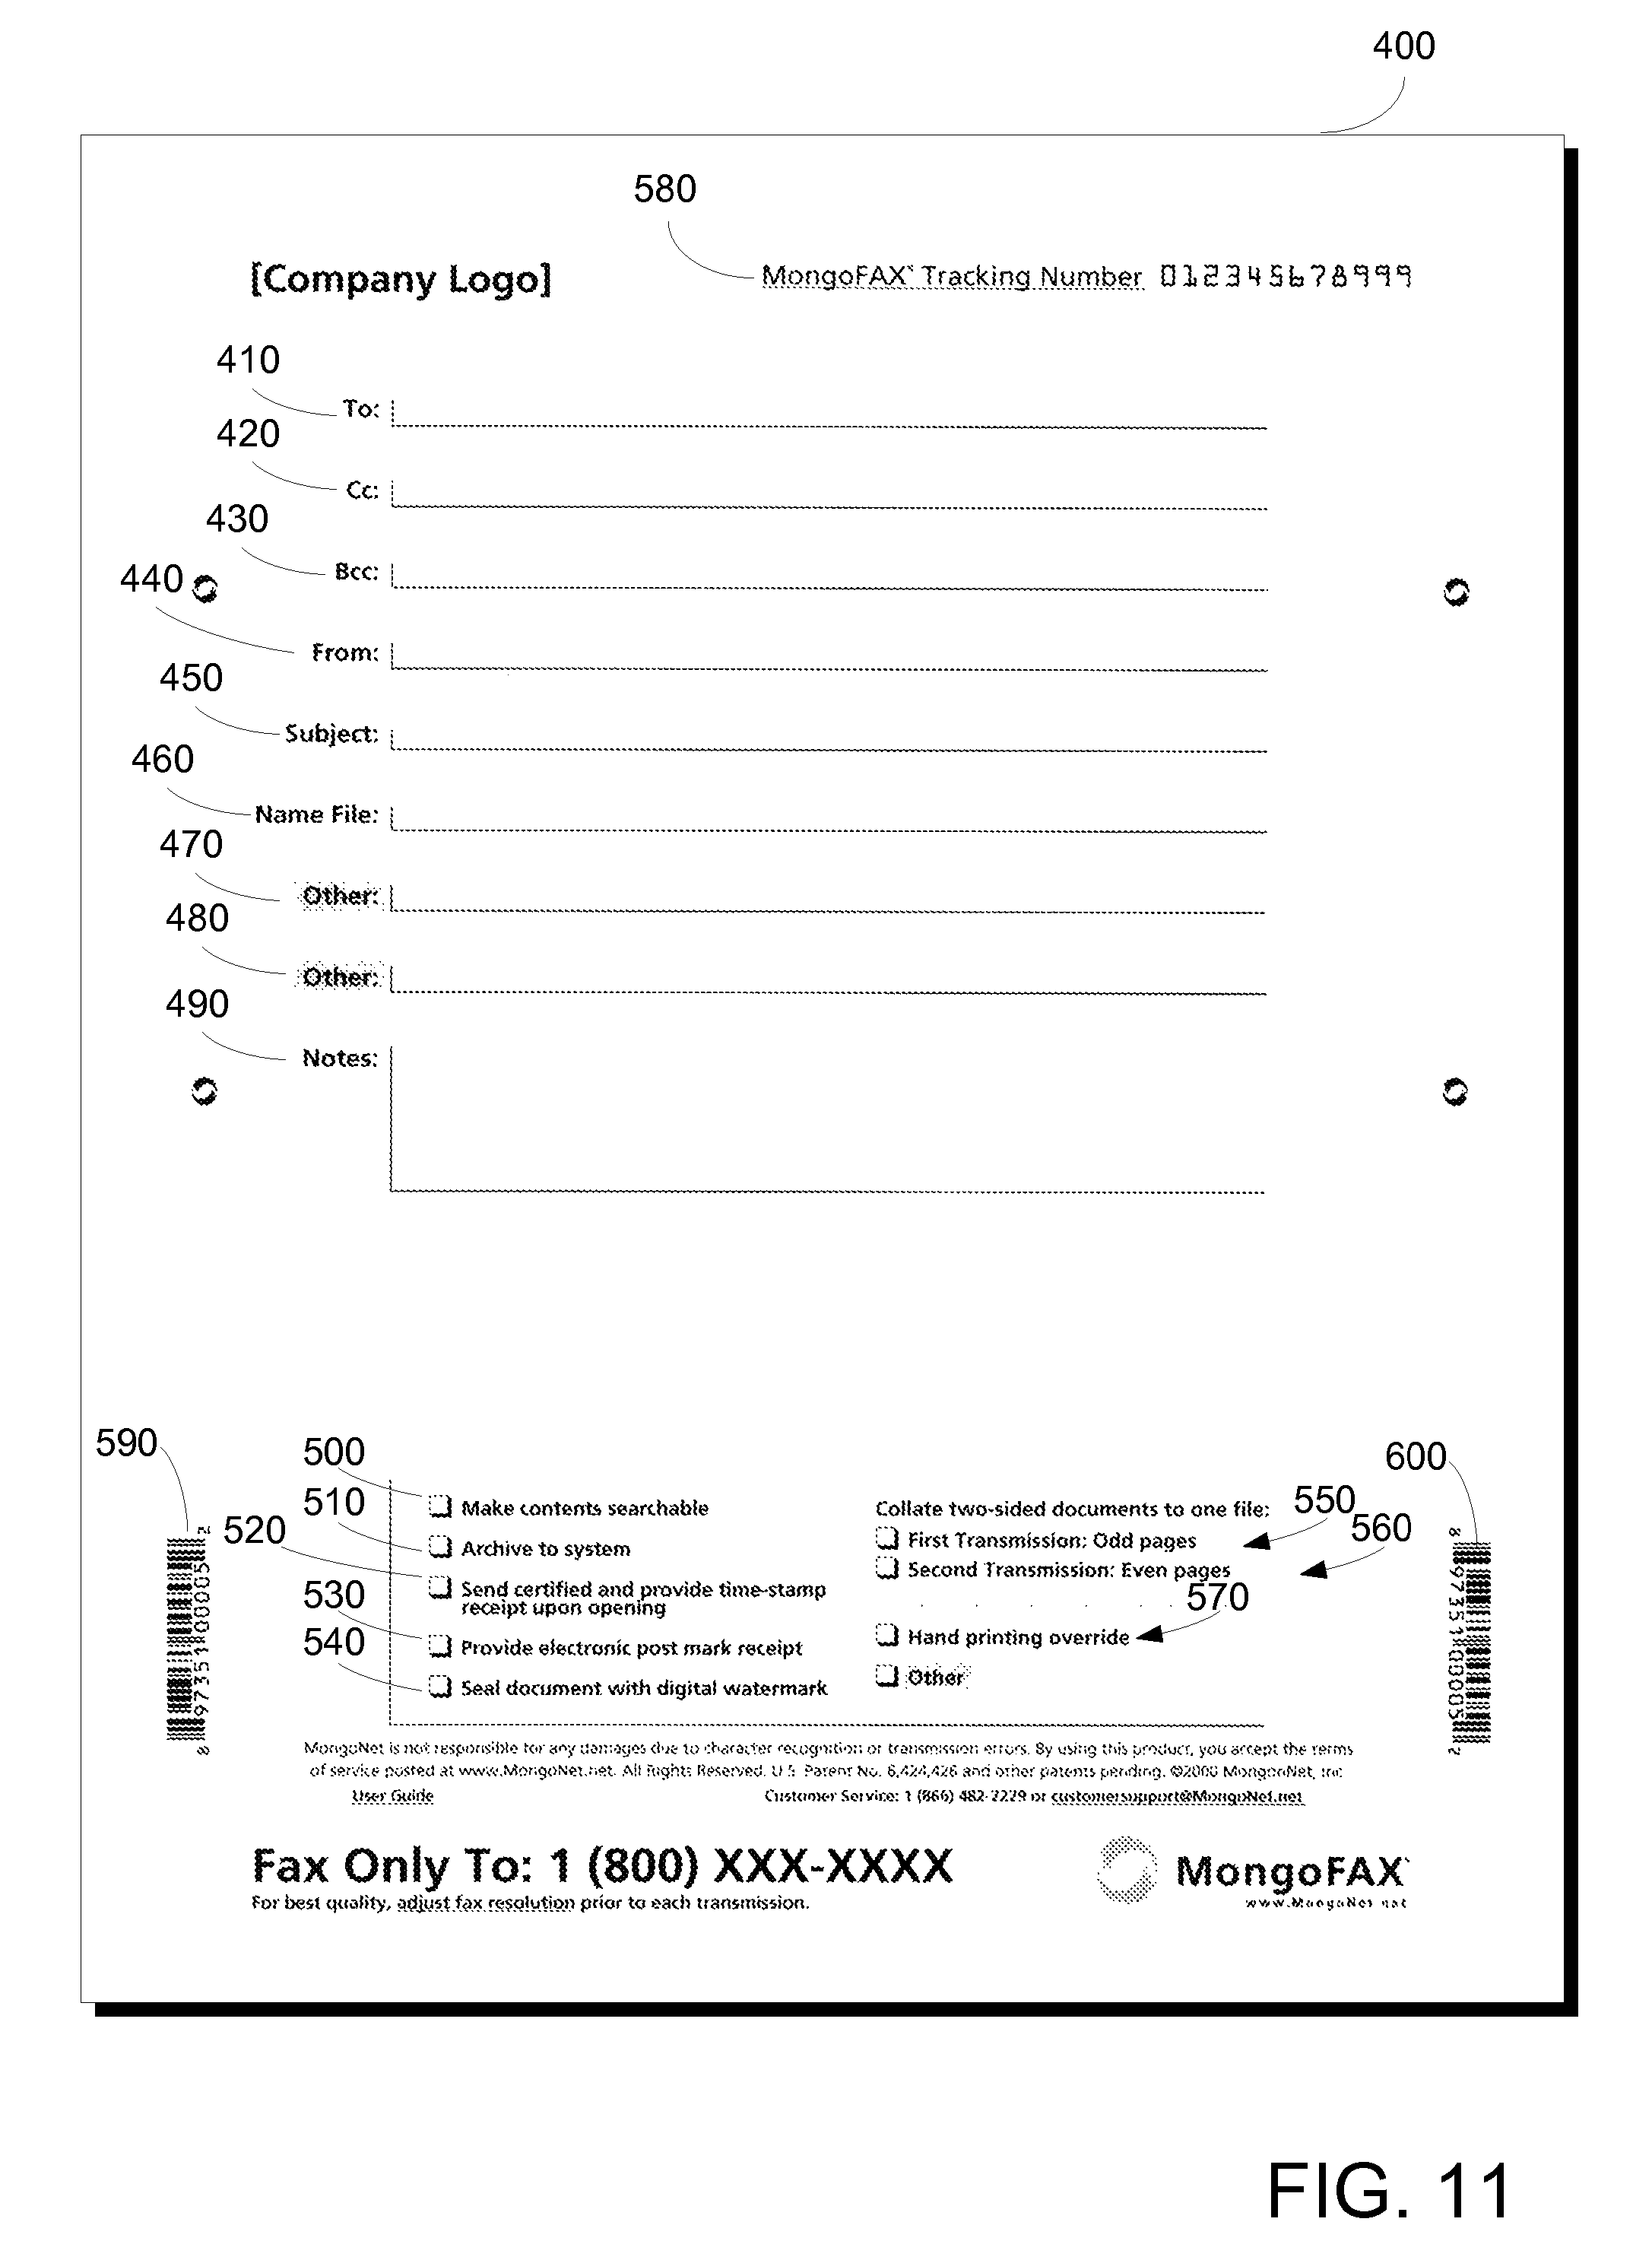 400
580
[Company Logo]
MongoFAX Tracking Number 012345678999
410
To:
420
Cc:
430
Bcc:
440
From:
450
Subject:
460
Name File:
470
Other:
480
Other:
490
Notes:
590
500
600
510
520
530
540
Make contents searchable
Archive to system
Send certified and provide time-stamp
receipt upon opening
Provide electronic post mark receipt
Seal document with digital watermark
Collate two-sided documents to one file:
550
First Transmission: Odd pages
560
Second Transmission: Even pages
570
Hand printing override
Other
8 97351 00005 2
8 97351 00005 2
MongoNet is not responsible for any damages due to character recognition or transmission errors. By using this product, you accept the terms
of service posted at www.MongoNet.net. All Rights Reserved. U.S. Patent No. 6,424,426 and other patents pending.
User Guide
Customer Service: 1 (866) 482-2229 or customersupport@MongoNet.net
Fax Only To: 1 (800) XXX-XXXX
For best quality, adjust fax resolution prior to each transmission.
MongoFAX
www.MongoNet.net
FIG. 11